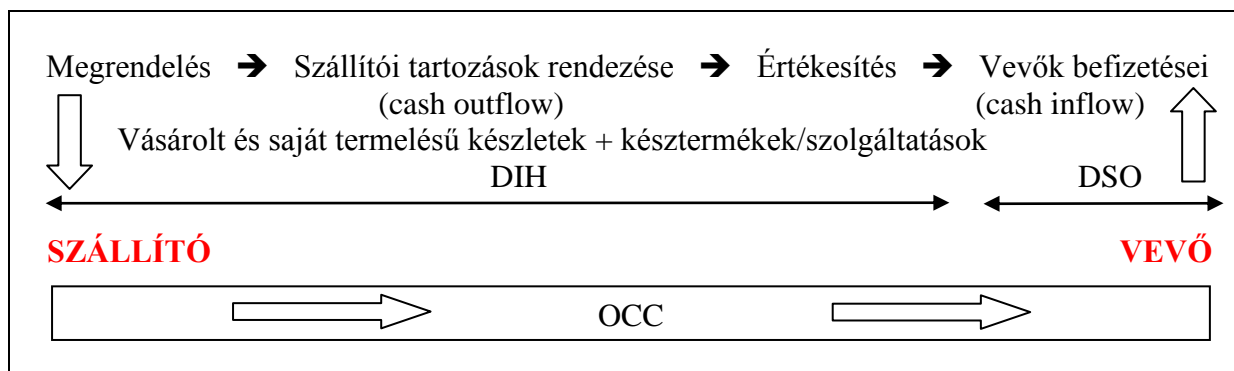 Megrendelés ➔ Szállítói tartozások rendezése ➔ Értékesítés ➔ Vevők befizetései
(cash outflow) (cash inflow)
Vásárolt és saját termelésű készletek + késztermékek/szolgáltatások
DIH DSO
SZÁLLÍTÓ VEVŐ
OCC